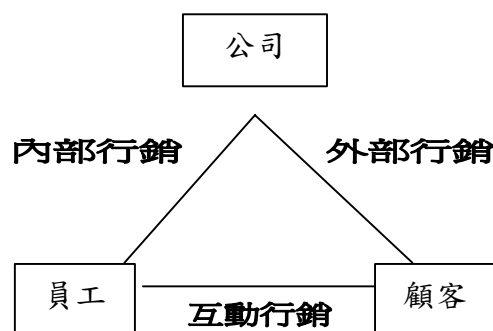 公司
內部行銷
外部行銷
員工
顧客
互動行銷